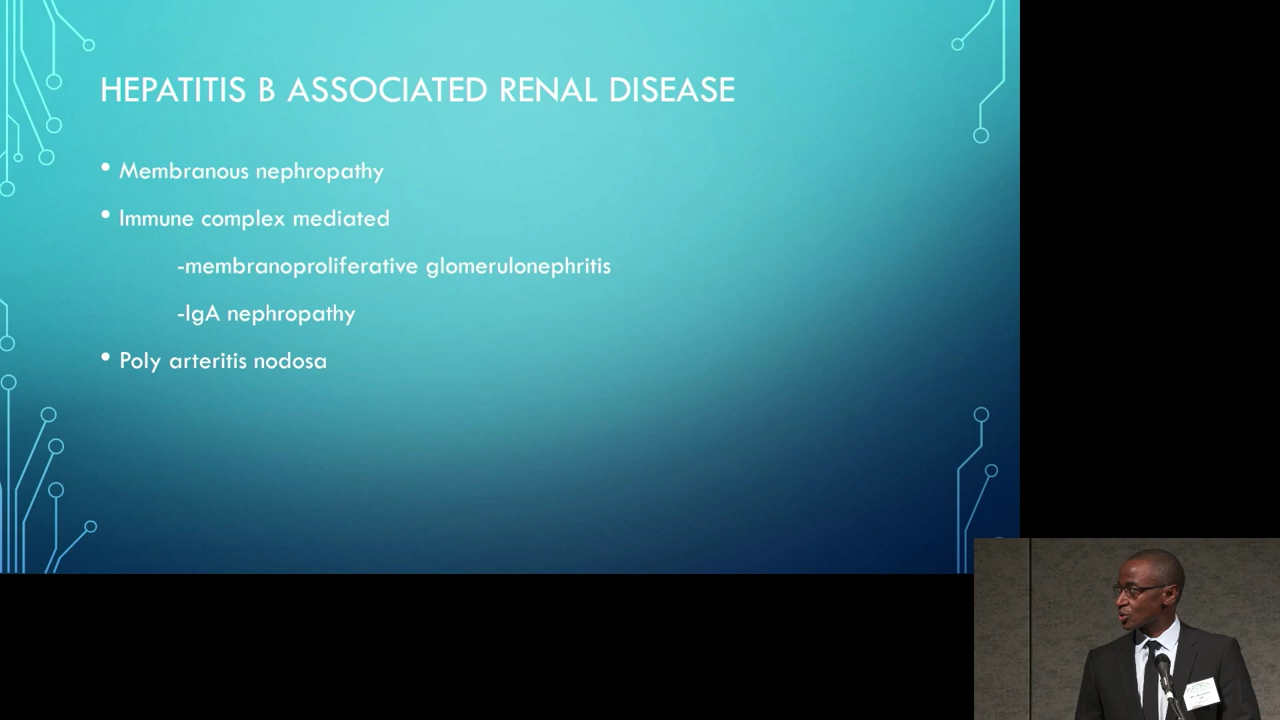 HEPATITIS B ASSOCIATED RENAL DISEASE
• Membranous nephropathy
• Immune complex mediated
-membranoproliferative glomerulonephritis
-IgA nephropathy
• Poly arteritis nodosa